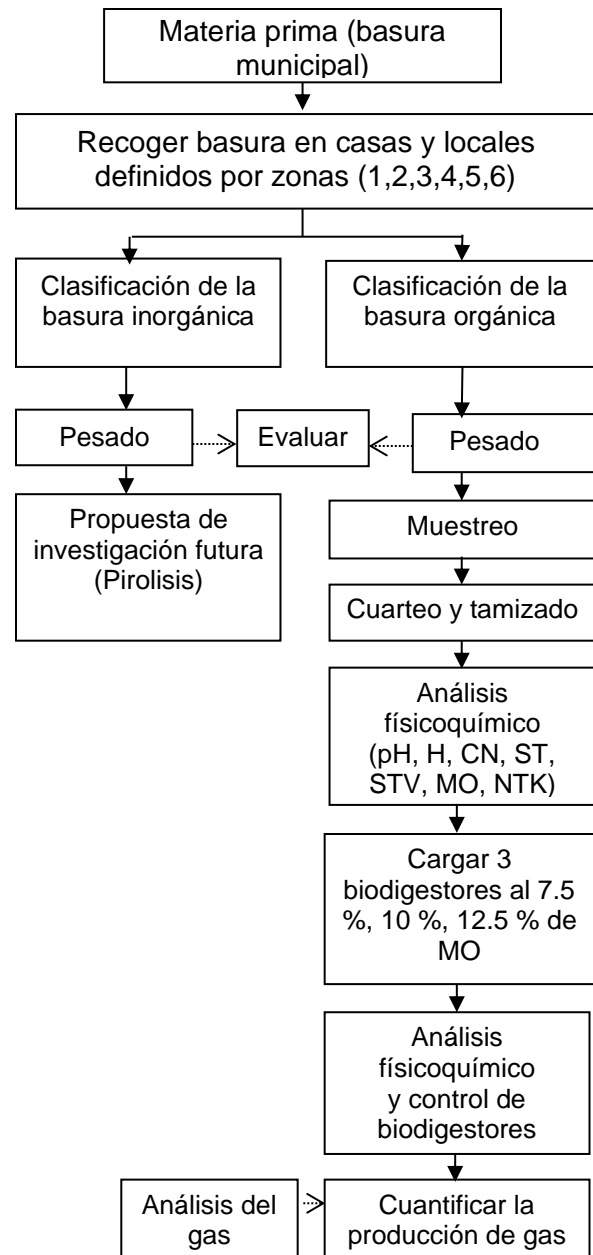 Materia prima (basura
municipal)
Recoger basura en casas y locales
definidos por zonas (1,2,3,4,5,6)
Clasificación de la
basura inorgánica
Clasificación de la
basura orgánica
Pesado
Evaluar
Pesado
Propuesta de
investigación futura
(Pirolisis)
Muestreo
Cuarteo y tamizado
Análisis
físicoquímico
(pH, H, CN, ST,
STV, MO, NTK)
Cargar 3
biodigestores al 7.5
%, 10 %, 12.5 % de
MO
Análisis
físicoquímico
y control de
biodigestores
Análisis del
gas
Cuantificar la
producción de gas